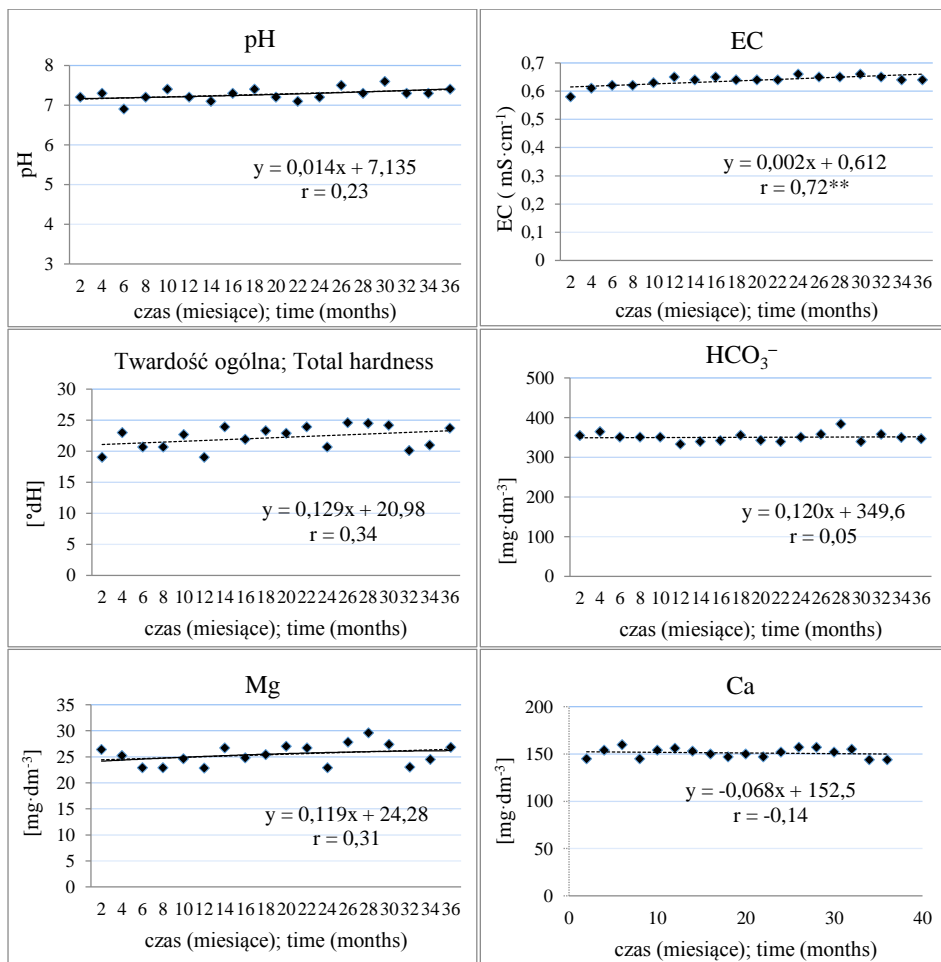 pH
8
7
6
5
4
3
pH
y = 0,014x + 7,135
r = 0,23
2 4 6 8 10 12 14 16 18 20 22 24 26 28 30 32 34 36
czas (miesiące); time (months)
EC
0,7
0,6
0,5
0,4
0,3
0,2
0,1
0
EC ( mS·cm⁻¹)
y = 0,002x + 0,612
r = 0,72**
2 4 6 8 10 12 14 16 18 20 22 24 26 28 30 32 34 36
czas (miesiące); time (months)
Twardość ogólna; Total hardness
30
25
20
15
10
5
0
[°dH]
y = 0,129x + 20,98
r = 0,34
2 4 6 8 10 12 14 16 18 20 22 24 26 28 30 32 34 36
czas (miesiące); time (months)
HCO₃⁻
500
400
300
200
100
0
[mg·dm⁻³]
y = 0,120x + 349,6
r = 0,05
2 4 6 8 10 12 14 16 18 20 22 24 26 28 30 32 34 36
czas (miesiące); time (months)
Mg
35
30
25
20
15
10
5
0
[mg·dm⁻³]
y = 0,119x + 24,28
r = 0,31
2 4 6 8 10 12 14 16 18 20 22 24 26 28 30 32 34 36
czas (miesiące); time (months)
Ca
200
150
100
50
0
[mg·dm⁻³]
y = -0,068x + 152,5
r = -0,14
0 10 20 30 40
czas (miesiące); time (months)